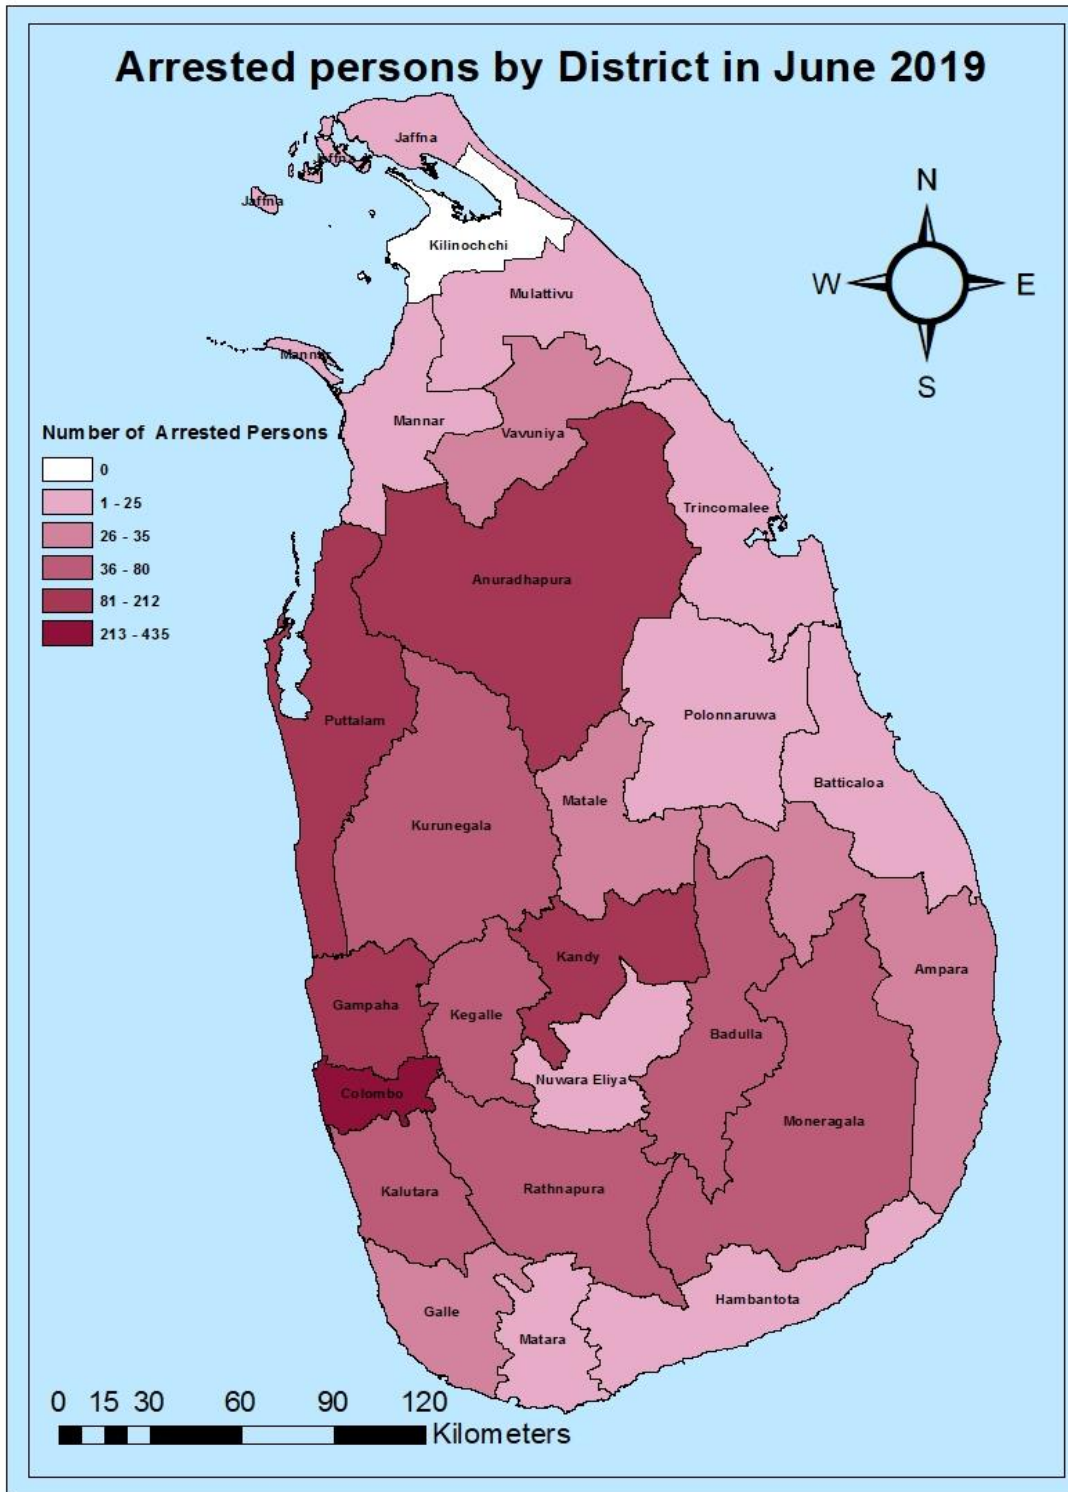 Arrested persons by District in June 2019
Jaffna
Jaffna
Jaffna
N
Kilinochchi
W
E
Mulattivu
Mannar
S
Mannar
Vavuniya
Number of Arrested Persons
0
1 - 25
26 - 35
36 - 80
81 - 212
213 - 435
Trincomalee
Anuradhapura
Puttalam
Polonnaruwa
Batticaloa
Matale
Kurunegala
Kandy
Ampara
Gampaha
Kegalle
Badulla
Nuwara Eliya
Colombo
Moneragala
Kalutara
Rathnapura
Hambantota
Galle
Matara
0 15 30 60 90 120
Kilometers